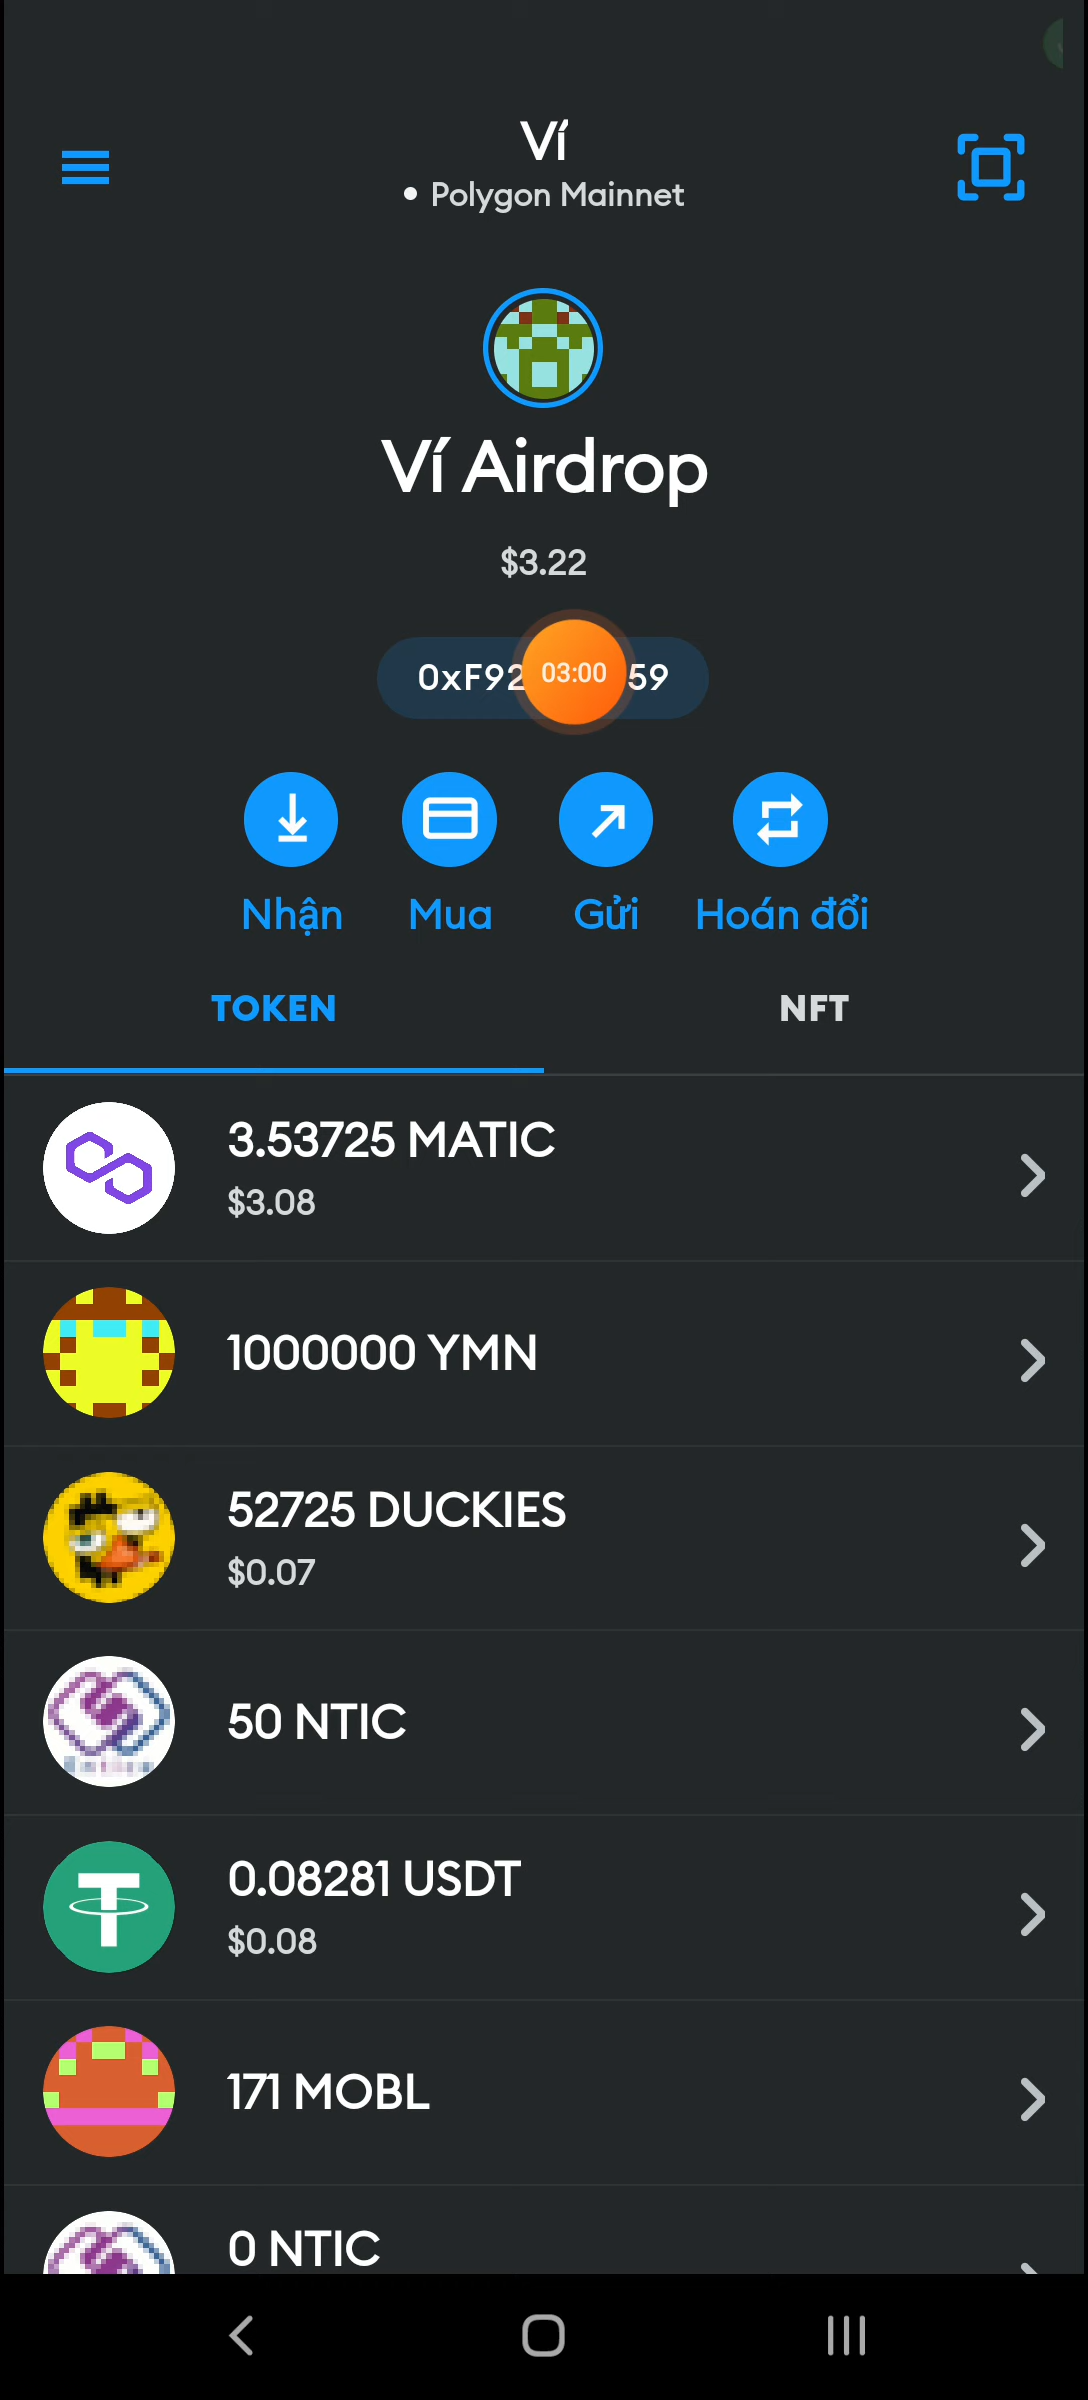 Ví
Polygon Mainnet
Ví Airdrop
$3.22
0xF92
03:00
59
Nhận
Mua
Gửi
Hoán đổi
TOKEN
NFT
3.53725 MATIC
$3.08
1000000 YMN
52725 DUCKIES
$0.07
50 NTIC
0.08281 USDT
$0.08
171 MOBL
0 NTIC